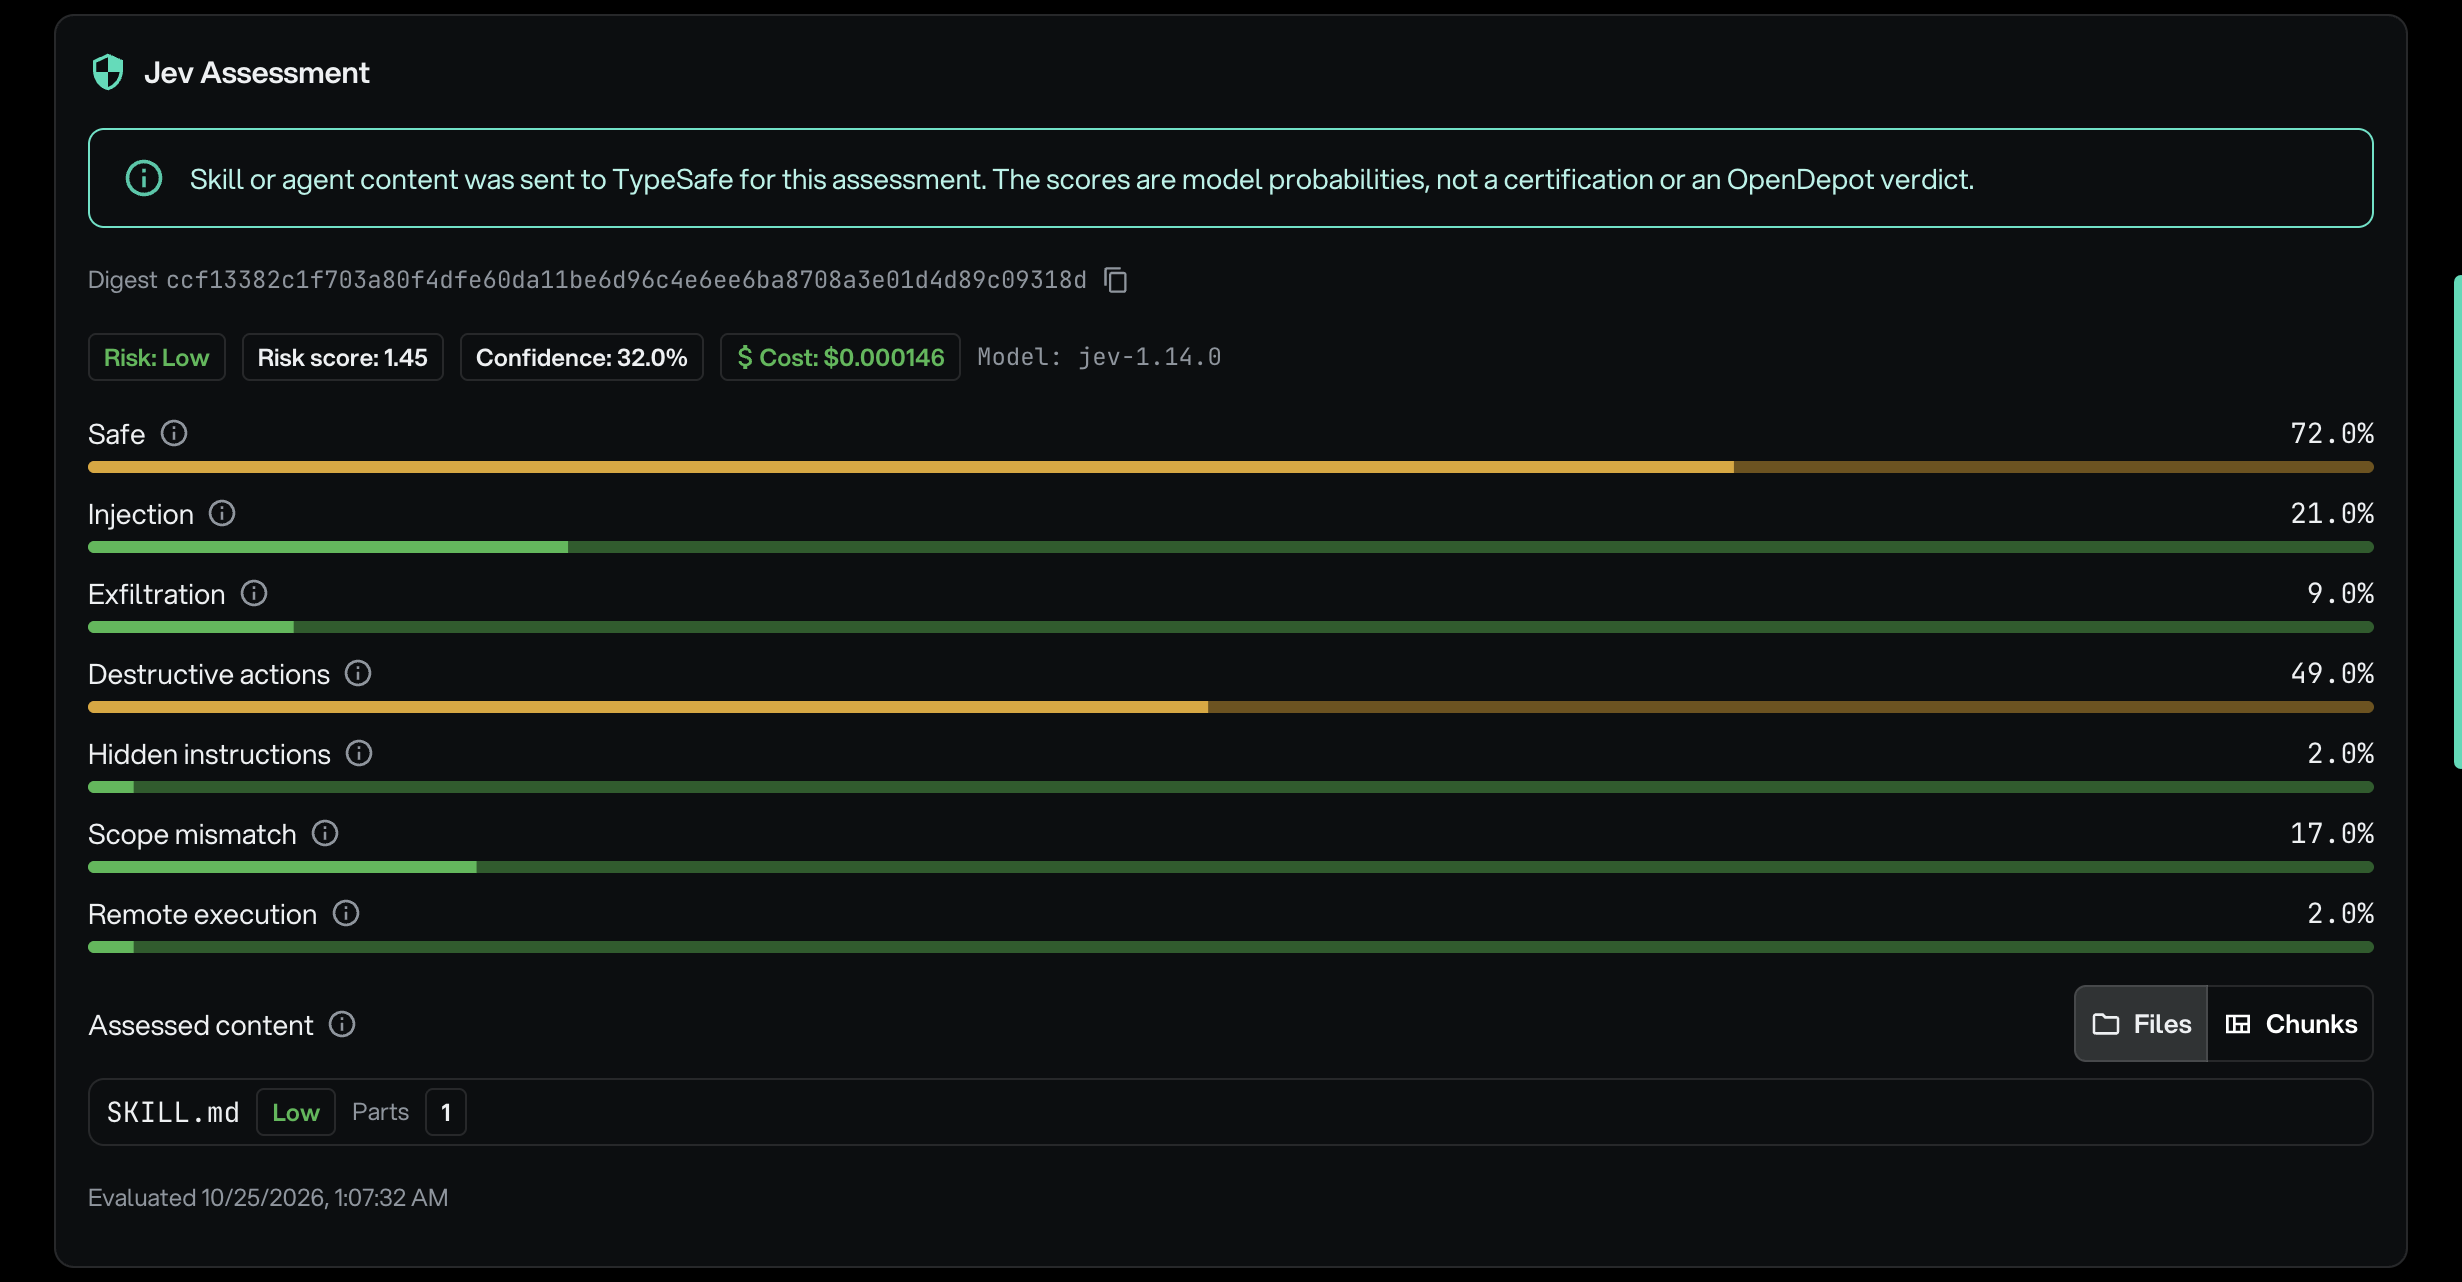 Jev Assessment
Skill or agent content was sent to TypeSafe for this assessment. The scores are model probabilities, not a certification or an OpenDepot verdict.
Digest ccf13382c1f703a80f4dfe60da11be6d96c4e6ee6ba8708a3e01d4d89c09318d
Risk: Low Risk score: 1.45 Confidence: 32.0% $ Cost: $0.000146 Model: jev-1.14.0
Safe 72.0%
Injection 21.0%
Exfiltration 9.0%
Destructive actions 49.0%
Hidden instructions 2.0%
Scope mismatch 17.0%
Remote execution 2.0%
Assessed content Files Chunks
SKILL.md Low Parts 1
Evaluated 10/25/2026, 1:07:32 AM